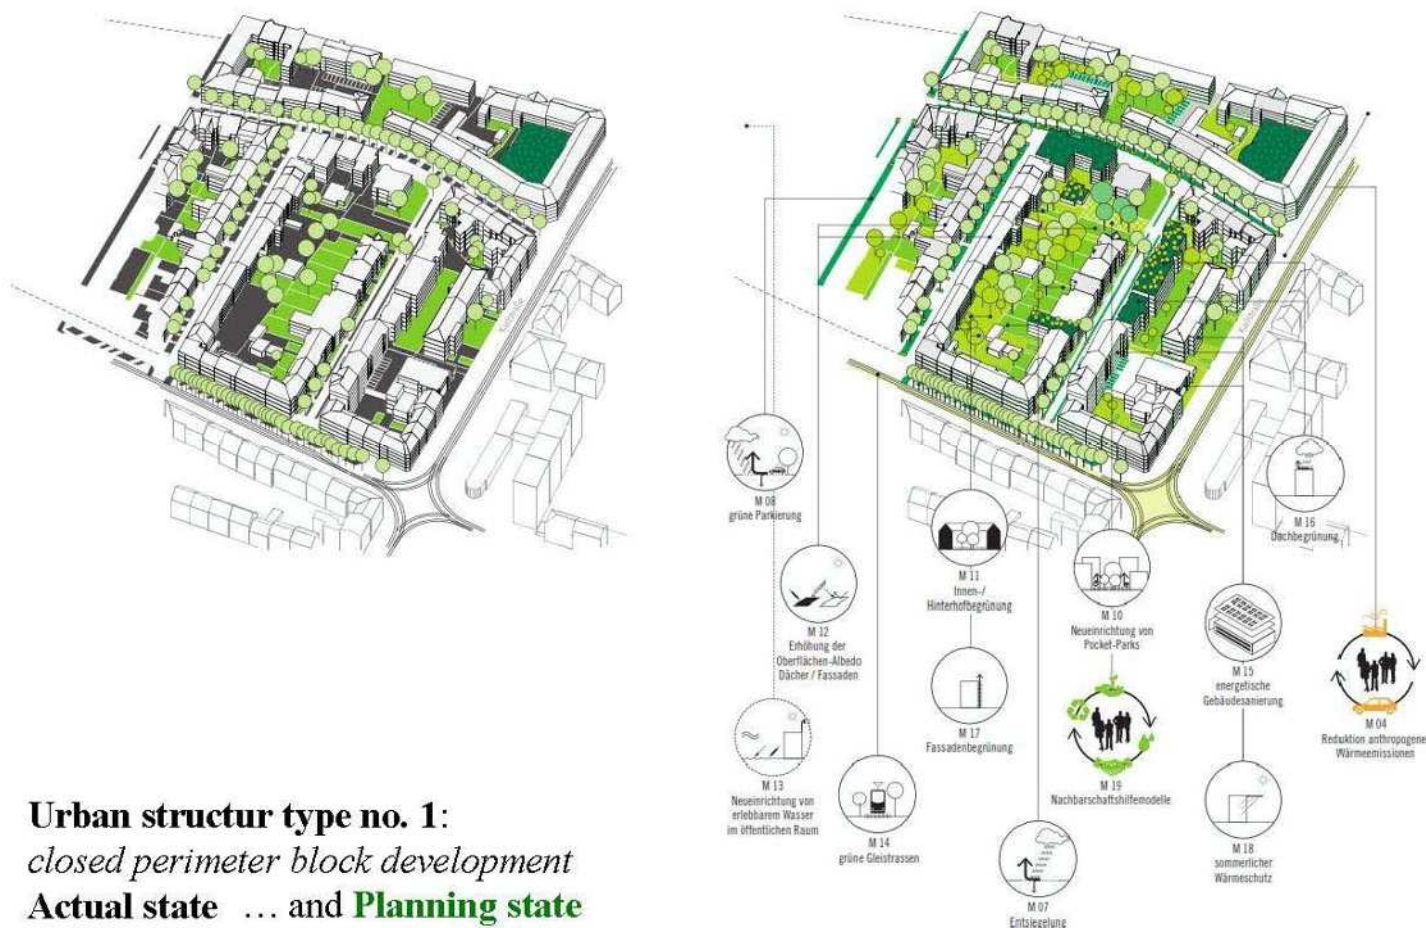 M 08
grüne Parkierung
M 12
Erhöhung der
Oberflächen-Albedo
Dächer / Fassaden
M 13
Neueinrichtung von
erlebbarem Wasser
im öffentlichen Raum
M 14
grüne Gleistrassen
M 11
Innen-/
Hinterhofbegrünung
M 17
Fassadenbegrünung
M 07
Entsiegelung
M 10
Neueinrichtung von
Pocket-Parks
M 19
Nachbarschaftshilfemodelle
M 16
Dachbegrünung
M 15
energetische
Gebäudesanierung
M 18
sommerlicher
Wärmeschutz
M 04
Reduktion anthropogene
Wärmeemissionen
Urban structur type no. 1:
closed perimeter block development
Actual state ... and Planning state